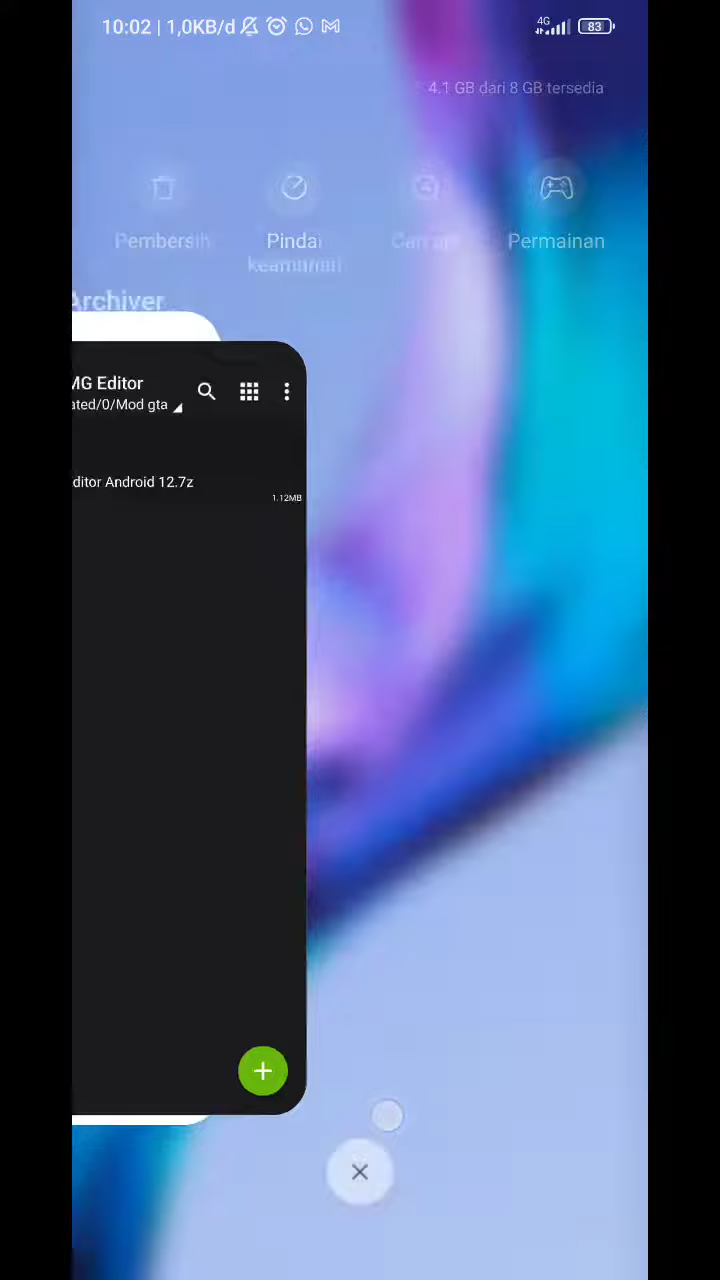 10:02 | 1,0KB/d
4G
83
4.1 GB dari 8 GB tersedia
Pembersih
Pindai
keamanan
Permainan
Archiver
MG Editor
ated/0/Mod gta
ditor Android 12.7z
1.12MB